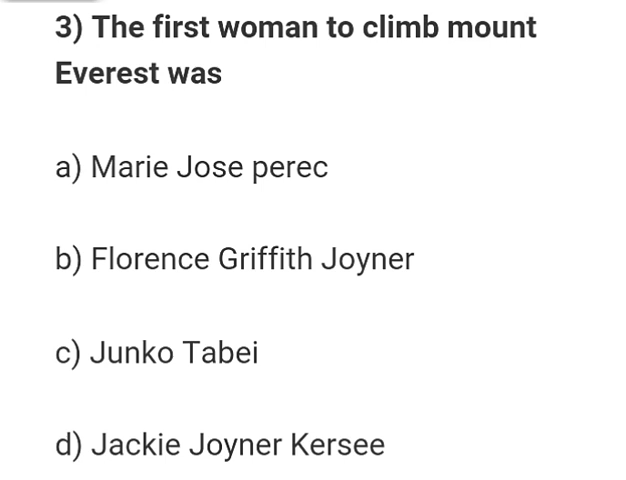 3) The first woman to climb mount
Everest was
a) Marie Jose perec
b) Florence Griffith Joyner
c) Junko Tabei
d) Jackie Joyner Kersee